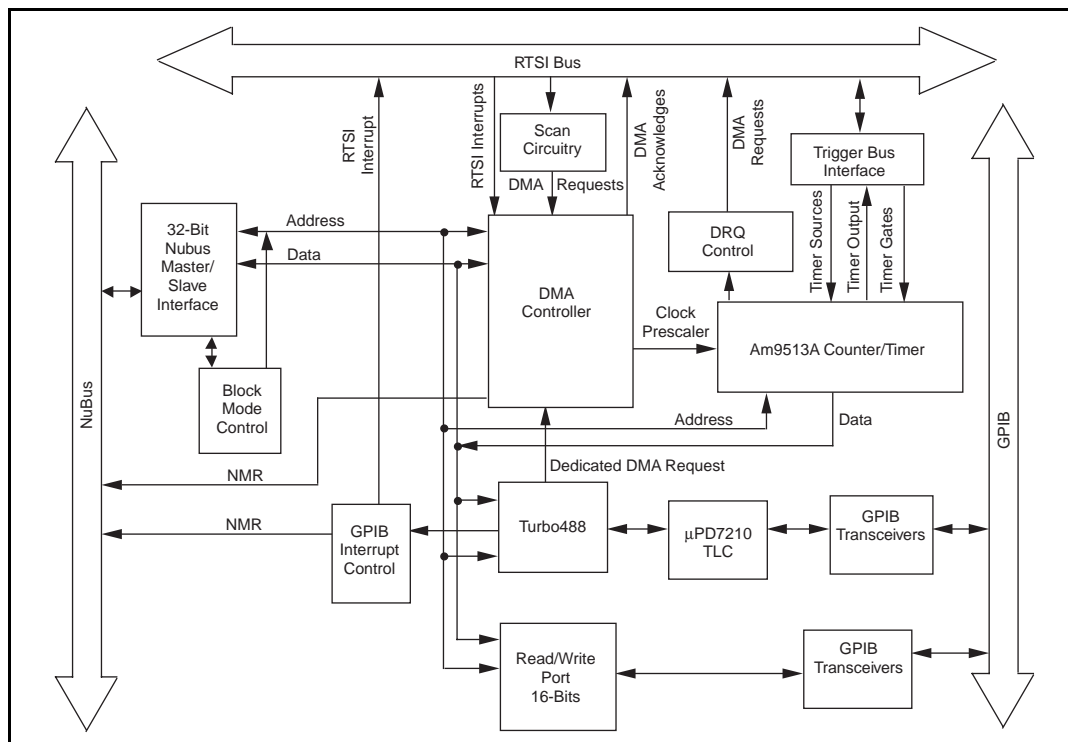 RTSI Bus
RTSI
Interrupt
RTSI Interrupts
Scan
Circuitry
DMA
Acknowledges
DMA
Requests
Trigger Bus
Interface
DMA Requests
32-Bit
Nubus
Master/
Slave
Interface
Address
Data
DMA
Controller
DRQ
Control
Timer Sources
Timer Output
Timer Gates
Clock
Prescaler
Am9513A Counter/Timer
Block
Mode
Control
NuBus
GPIB
Address
Data
NMR
Dedicated DMA Request
NMR
GPIB
Interrupt
Control
Turbo488
µPD7210
TLC
GPIB
Transceivers
Read/Write
Port
16-Bits
GPIB
Transceivers